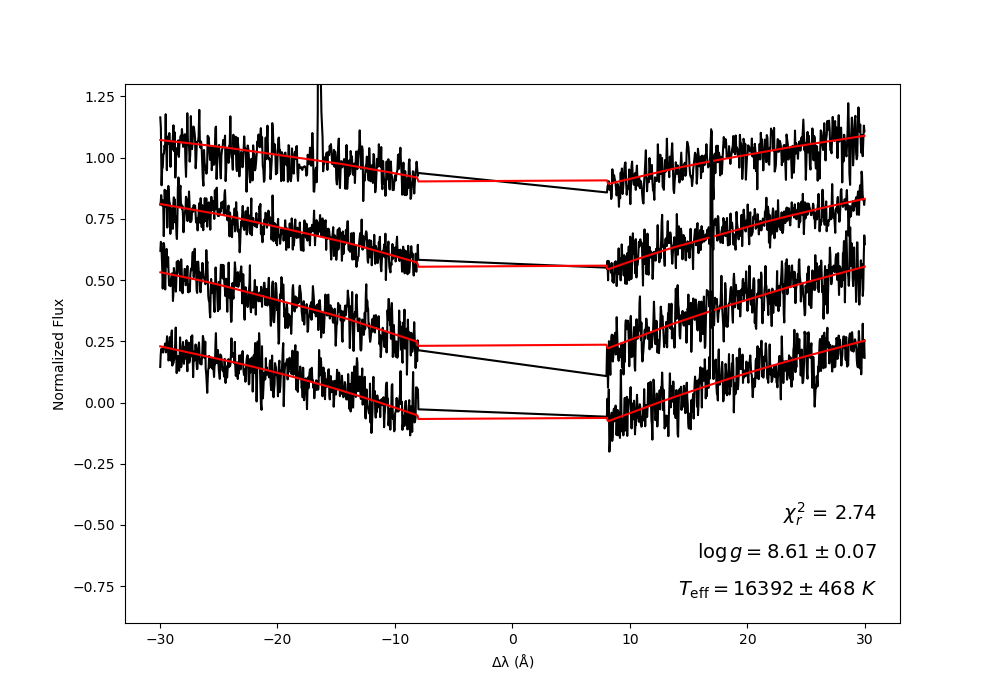 1.25
1.00
0.75
0.50
0.25
0.00
−0.25
−0.50
−0.75
Normalized Flux
χ²ᵣ = 2.74
log g = 8.61 ± 0.07
T_eff = 16392 ± 468 K
−30 −20 −10 0 10 20 30
Δλ (Å)